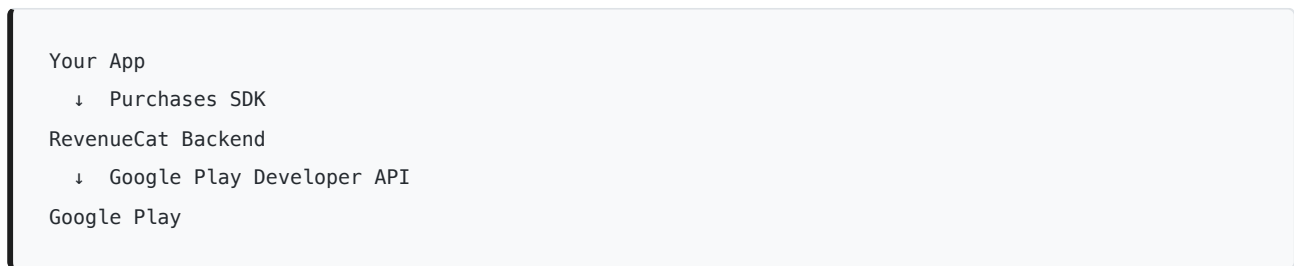 Your App
  ↓  Purchases SDK
RevenueCat Backend
  ↓  Google Play Developer API
Google Play